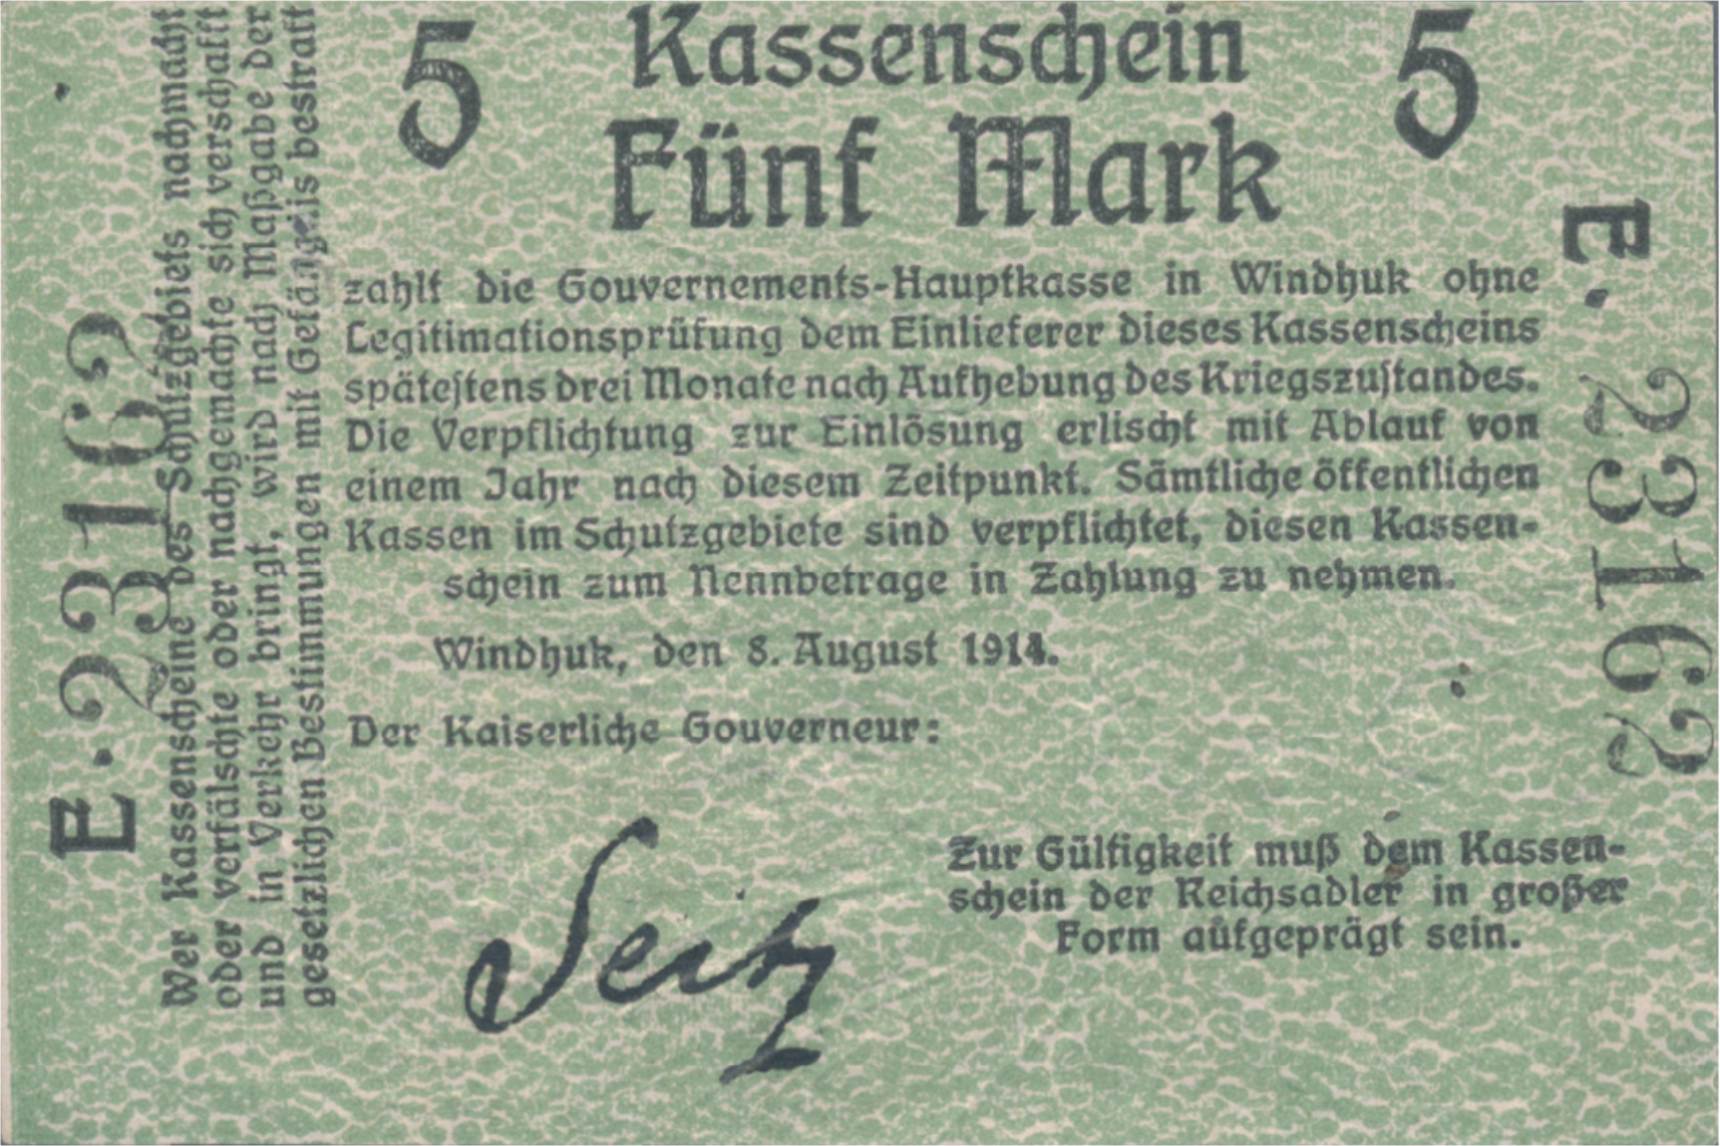 5 Kassenschein 5
Fünf Mark
zahlt die Gouvernements-Hauptkasse in Windhuk ohne
Legitimationsprüfung dem Einlieferer dieses Kassenscheins
spätestens drei Monate nach Aufhebung des Kriegszustandes.
Die Verpflichtung zur Einlösung erlischt mit Ablauf von
einem Jahr nach diesem Zeitpunkt. Sämtliche öffentlichen
Kassen im Schutzgebiete sind verpflichtet, diesen Kassen-
schein zum Nennbetrage in Zahlung zu nehmen.
Windhuk, den 8. August 1914.
Der Kaiserliche Gouverneur:
Seitz
Zur Gültigkeit muß dem Kassen-
schein der Reichsadler in großer
Form aufgeprägt sein.
E. 23162
Wer Kassenscheine des Schutzgebiets nachmacht
oder verfälschte oder nachgemachte sich verschafft
und in Verkehr bringt, wird nach Maßgabe der
gesetzlichen Bestimmungen mit Gefängnis bestraft
E. 23162